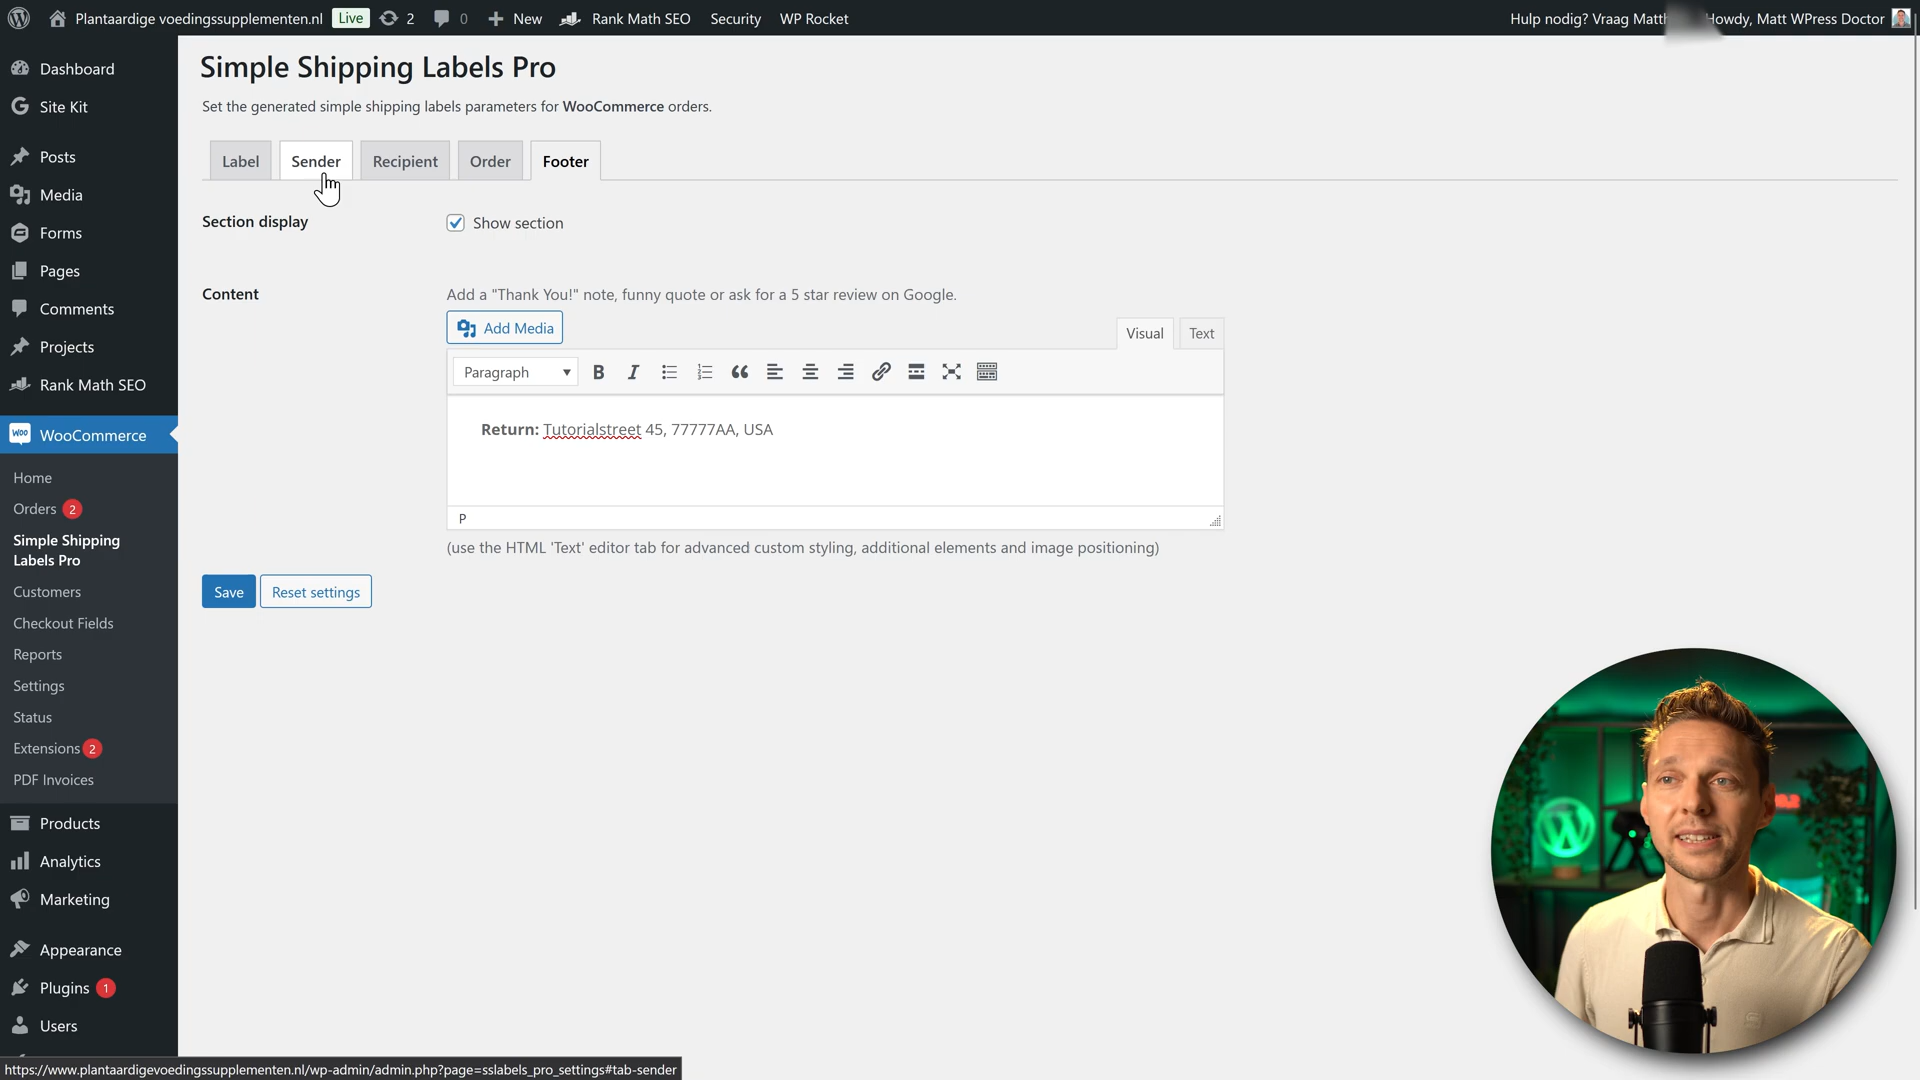 Plantaardige voedingssupplementen.nl Live 2 0 New Rank Math SEO Security WP Rocket
Hulp nodig? Vraag Matt Howdy, Matt WPress Doctor
Dashboard
Site Kit
Posts
Media
Forms
Pages
Comments
Projects
Rank Math SEO
WooCommerce
Home
Orders 2
Simple Shipping
Labels Pro
Customers
Checkout Fields
Reports
Settings
Status
Extensions 2
PDF Invoices
Products
Analytics
Marketing
Appearance
Plugins 1
Users
Simple Shipping Labels Pro
Set the generated simple shipping labels parameters for WooCommerce orders.
Label Sender Recipient Order Footer
Section display Show section
Content Add a "Thank You!" note, funny quote or ask for a 5 star review on Google.
Add Media
Visual Text
Paragraph
Return: Tutorialstreet 45, 77777AA, USA
P
(use the HTML 'Text' editor tab for advanced custom styling, additional elements and image positioning)
Save Reset settings
https://www.plantaardigevoedingssupplementen.nl/wp-admin/admin.php?page=sslabels_pro_settings#tab-sender